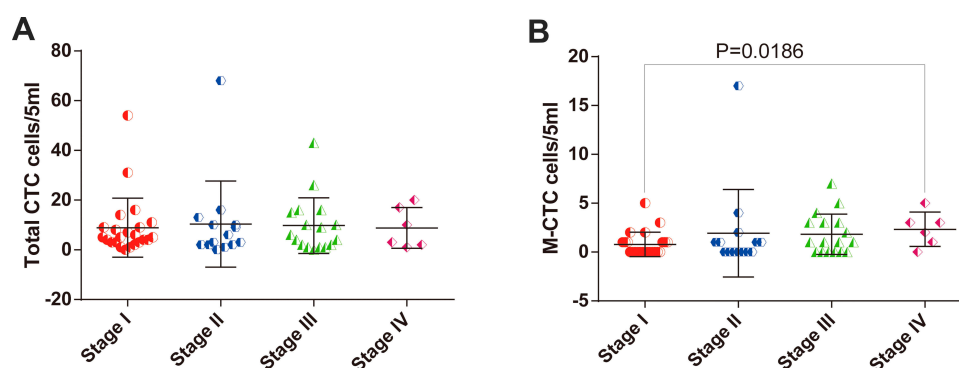 A
Total CTC cells/5ml
80
60
40
20
0
-20
Stage I
Stage II
Stage III
Stage IV
B
P=0.0186
M-CTC cells/5ml
20
15
10
5
0
-5
Stage I
Stage II
Stage III
Stage IV